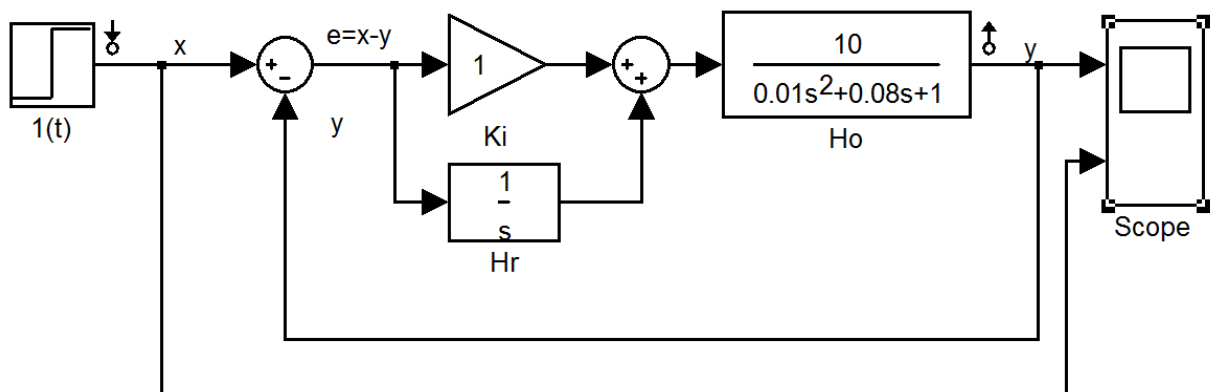 1(t)
x
+
-
e=x-y
y
1
Ki
1
s
Hr
+
+
10
0.01s²+0.08s+1
Ho
y
Scope